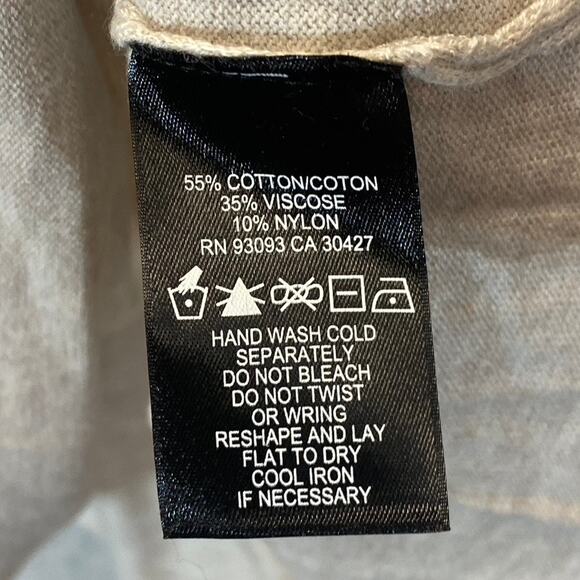 55% COTTON/COTON
35% VISCOSE
10% NYLON
RN 93093 CA 30427
HAND WASH COLD
SEPARATELY
DO NOT BLEACH
DO NOT TWIST
OR WRING
RESHAPE AND LAY
FLAT TO DRY
COOL IRON
IF NECESSARY